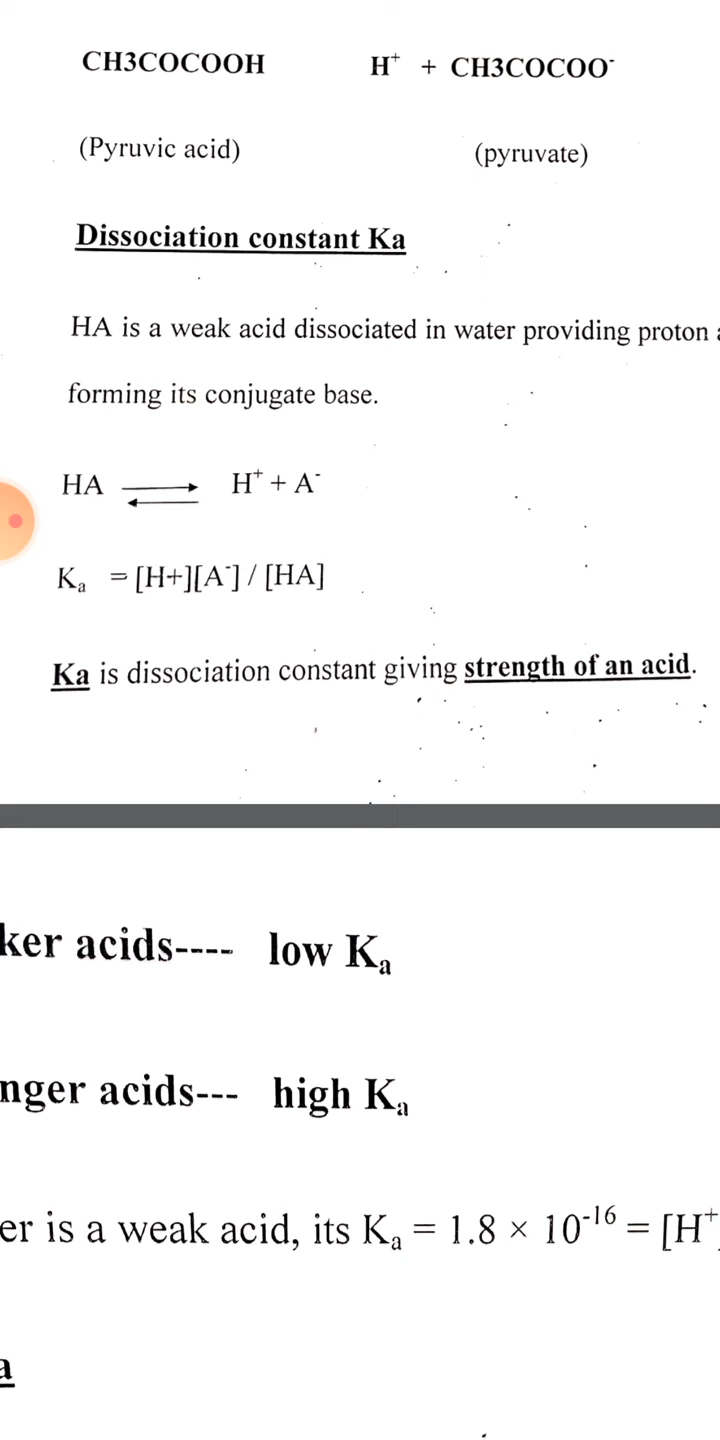 CH3COCOOH H⁺ + CH3COCOO⁻
(Pyruvic acid) (pyruvate)
Dissociation constant Ka
HA is a weak acid dissociated in water providing proton
forming its conjugate base.
HA ⇌ H⁺ + A⁻
Kₐ = [H+][A⁻] / [HA]
Ka is dissociation constant giving strength of an acid.
ker acids---- low Kₐ
nger acids--- high Kₐ
er is a weak acid, its Kₐ = 1.8 × 10⁻¹⁶ = [H⁺
a